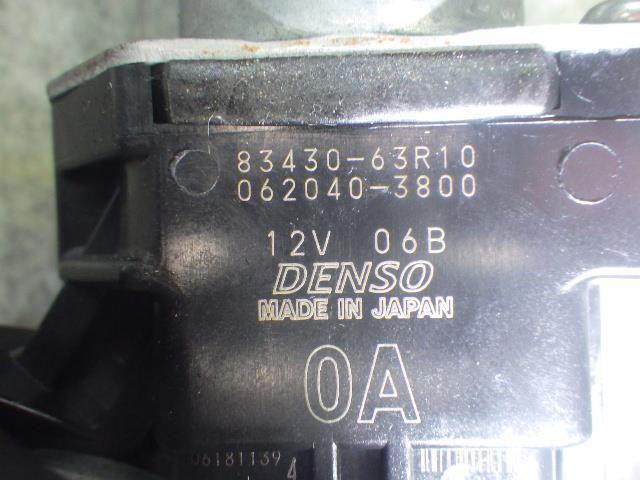 83430-63R10
062040-3800
12V 06B
DENSO
MADE IN JAPAN
0A
06181139
4